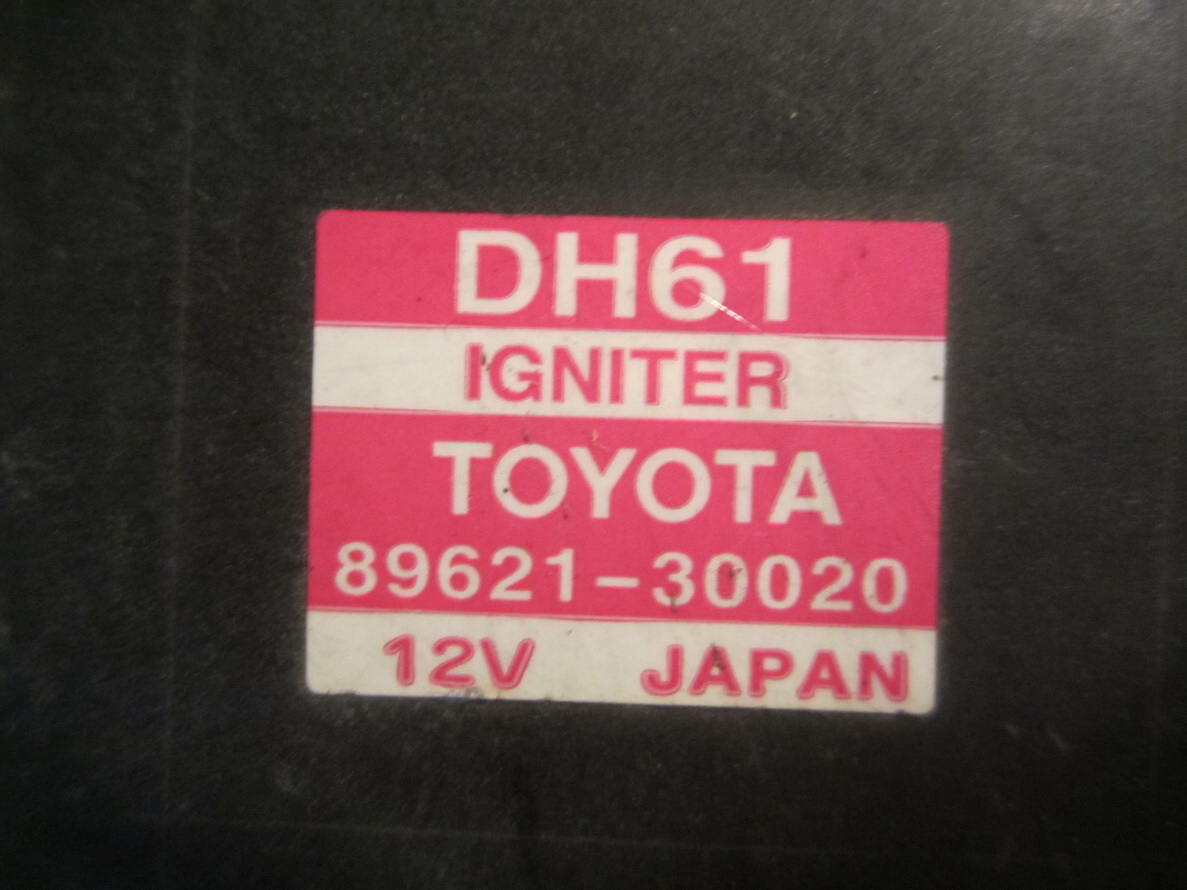 DH61
IGNITER
TOYOTA
89621-30020
12V JAPAN